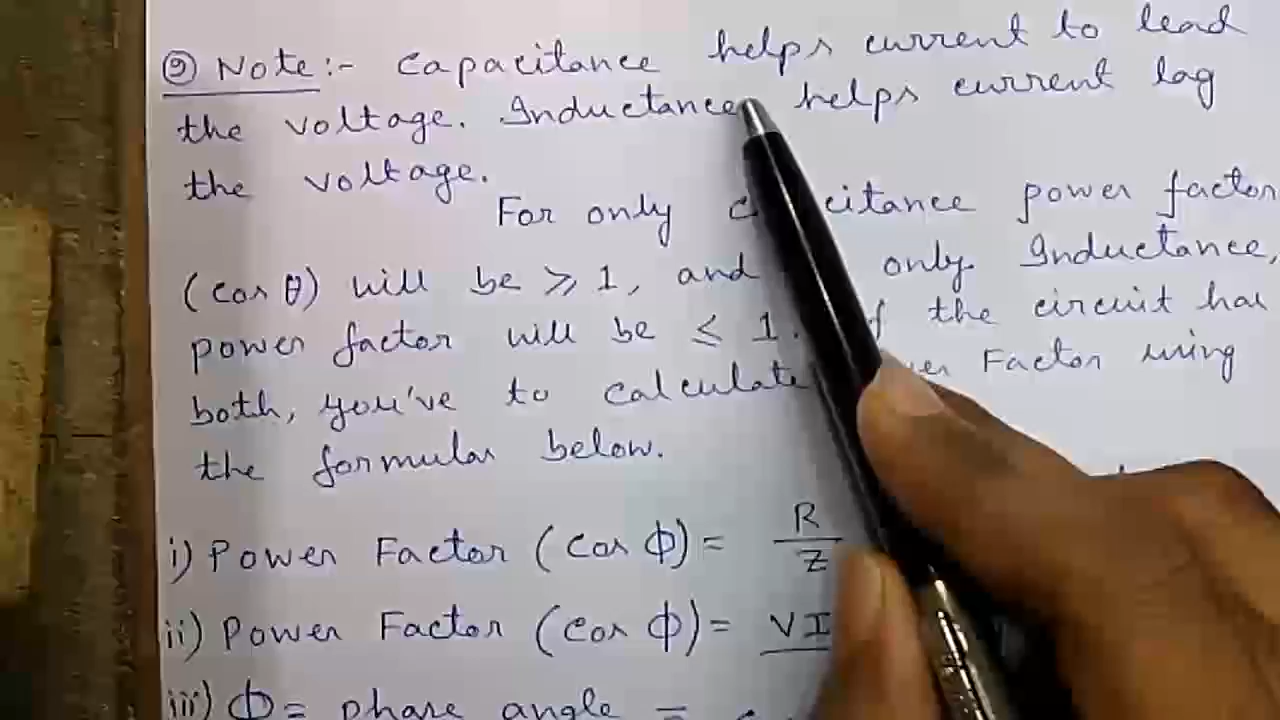 ⑨ Note:- Capacitance helps current to lead
the voltage. Inductance helps current lag
the voltage.
For only citance power factor
(cos θ) will be ⩾ 1, and only Inductance,
power factor will be ≤ 1. the circuit has
both, you've to calculate Factor using
the formular below.
i) Power Factor (cos ϕ) = R/Z
ii) Power Factor (cos ϕ) = VI
iii) ϕ = phase angle =